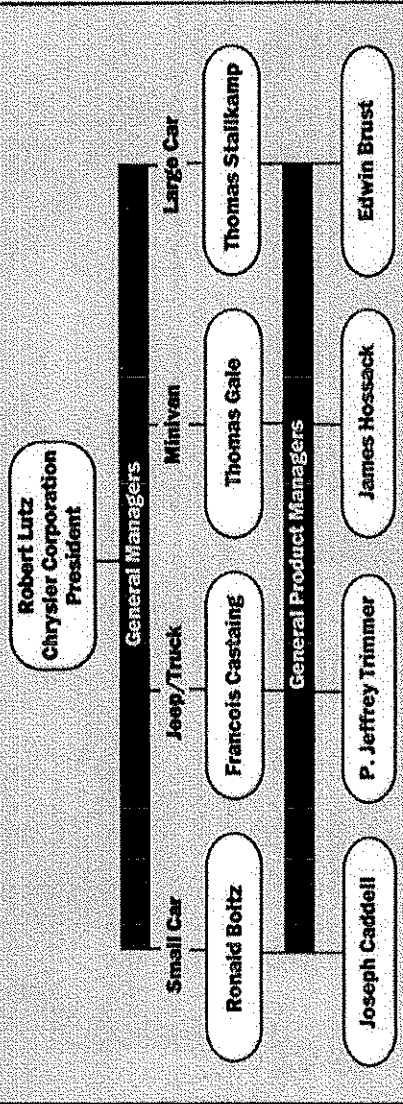 Robert Lutz
Chrysler Corporation
President
General Managers
Small Car
Jeep/Truck
Minivan
Large Car
Ronald Boltz
Francois Castaing
Thomas Gale
Thomas Stallkamp
General Product Managers
Joseph Caddell
P. Jeffrey Trimmer
James Hossack
Edwin Brust